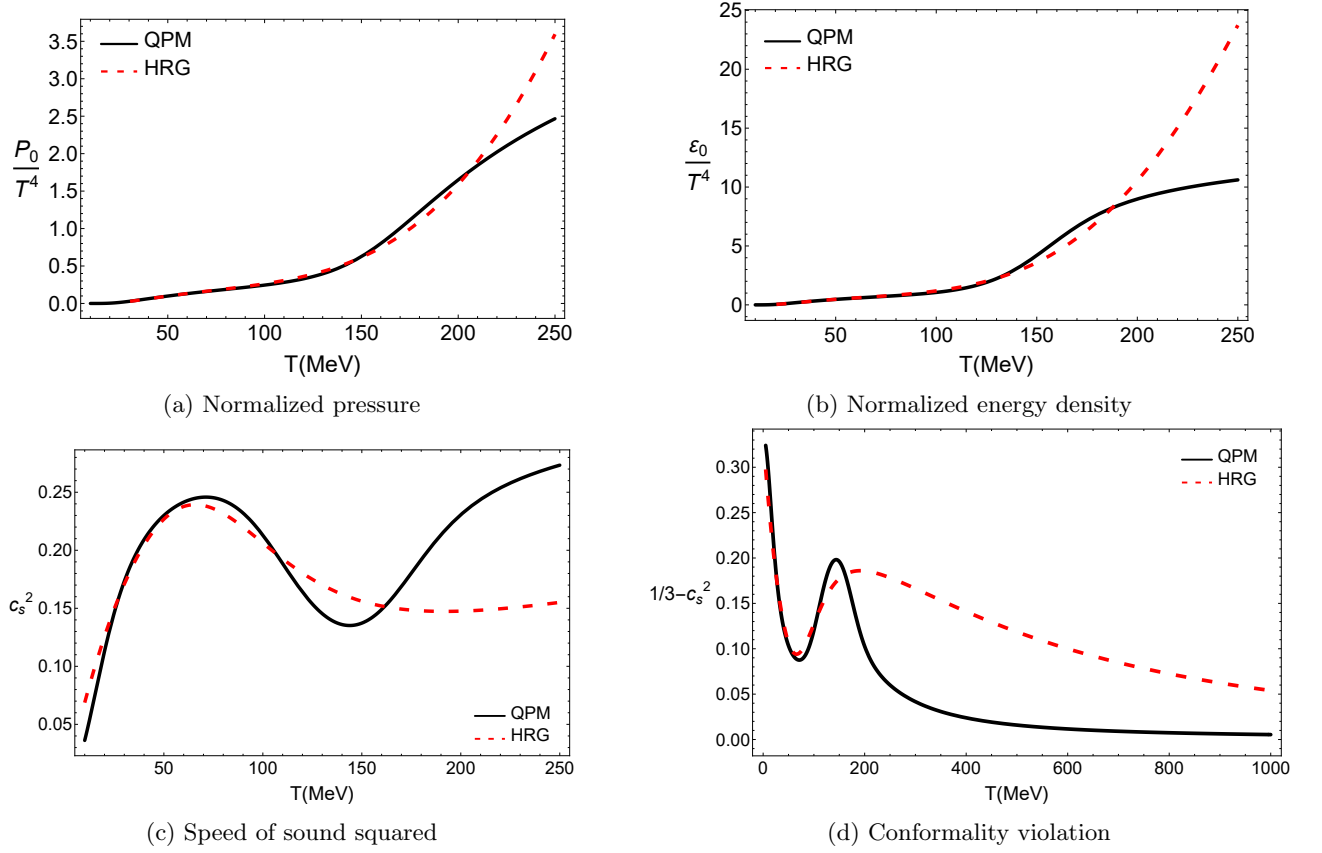 QPM
HRG
P₀/T⁴
3.5
3.0
2.5
2.0
1.5
1.0
0.5
0.0
50 100 150 200 250
T(MeV)
(a) Normalized pressure
QPM
HRG
ε₀/T⁴
25
20
15
10
5
0
50 100 150 200 250
T(MeV)
(b) Normalized energy density
c_s²
0.25
0.20
0.15
0.10
0.05
QPM
HRG
50 100 150 200 250
T(MeV)
(c) Speed of sound squared
QPM
HRG
1/3−c_s²
0.30
0.25
0.20
0.15
0.10
0.05
0.00
0 200 400 600 800 1000
T(MeV)
(d) Conformality violation